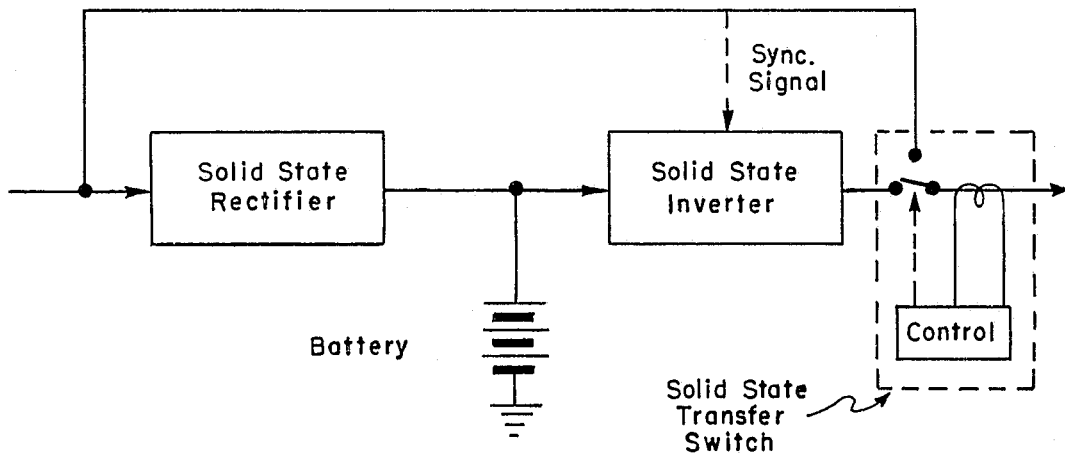 Sync.
Signal
Solid State
Rectifier
Solid State
Inverter
Battery
Control
Solid State
Transfer
Switch